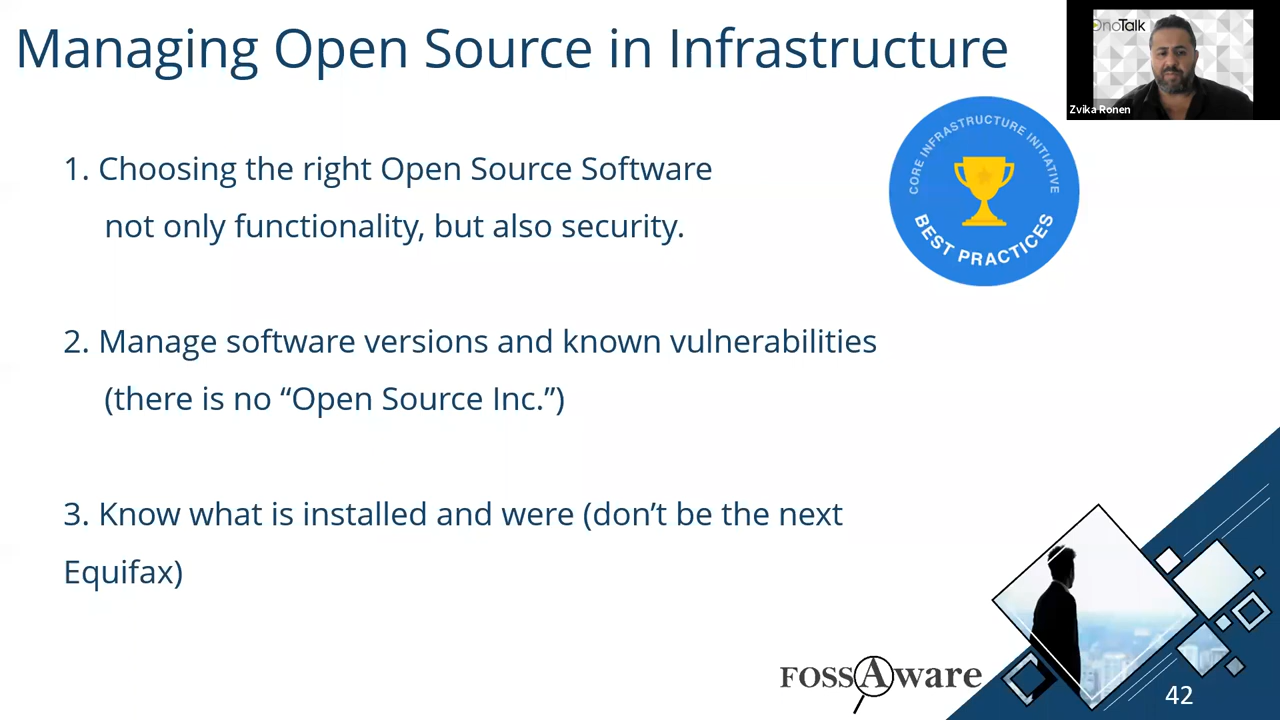 Managing Open Source in Infrastructure
noTalk
Zvika Ronen
CORE INFRASTRUCTURE INITIATIVE
BEST PRACTICES
1. Choosing the right Open Source Software
not only functionality, but also security.
2. Manage software versions and known vulnerabilities
(there is no “Open Source Inc.”)
3. Know what is installed and were (don’t be the next
Equifax)
FOSSAware
42